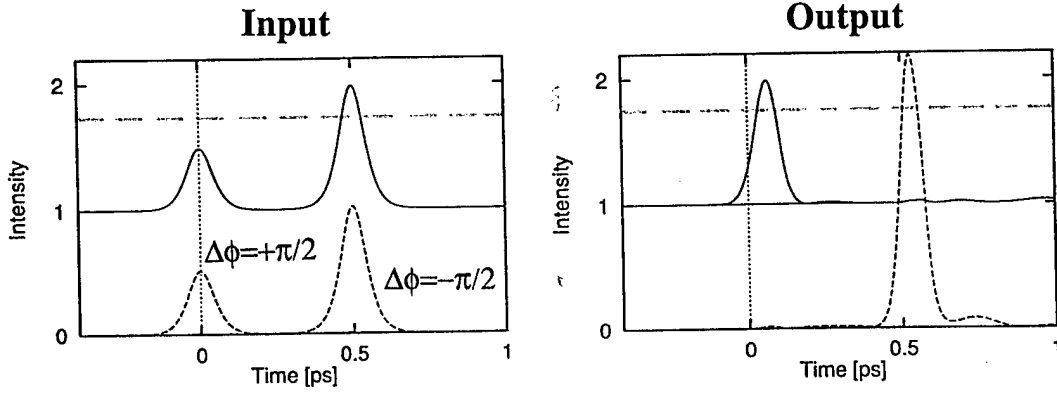 Input
Output
2
1
0
Intensity
Δϕ=+π/2
Δϕ=−π/2
0
0.5
1
Time [ps]
2
1
0
Intensity
0
0.5
1
Time [ps]